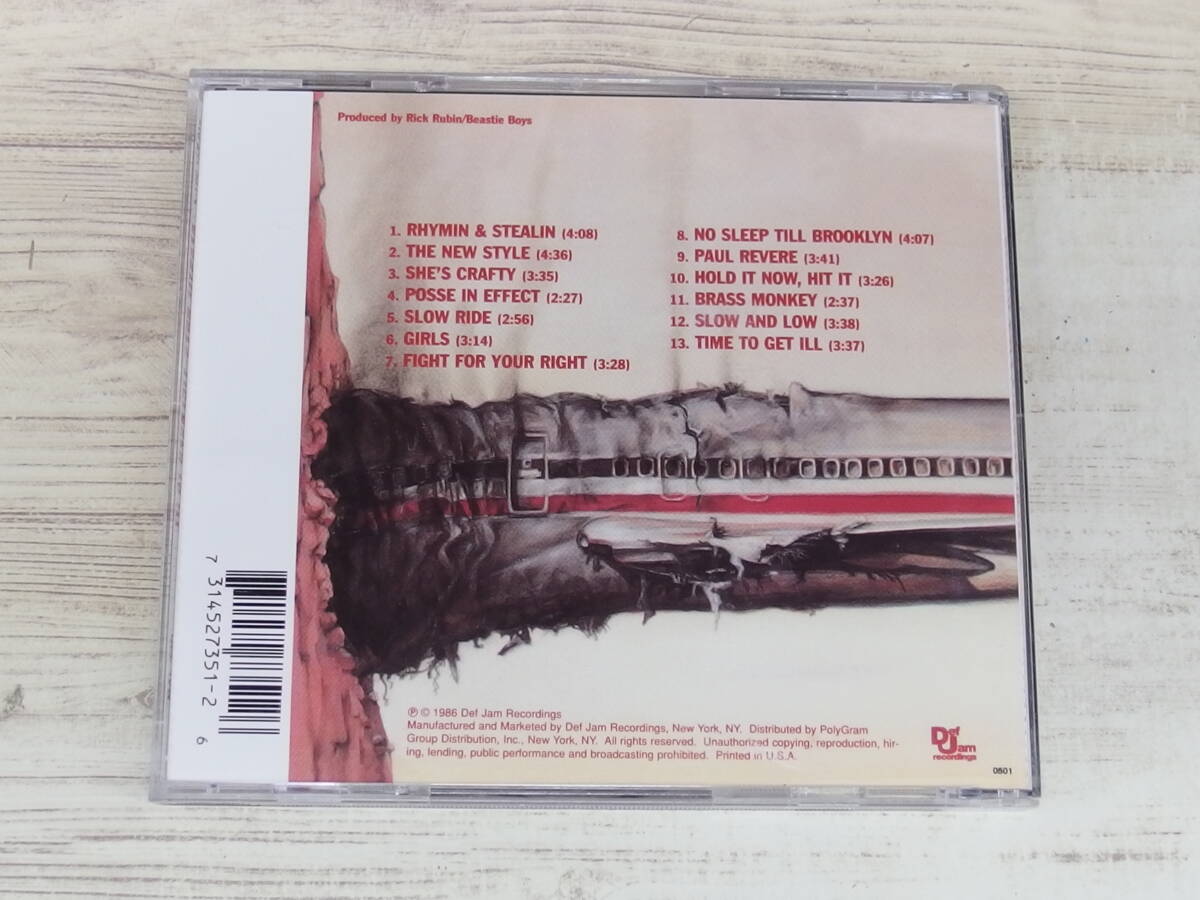 Produced by Rick Rubin/Beastie Boys
1. RHYMIN & STEALIN (4:08)
2. THE NEW STYLE (4:36)
3. SHE'S CRAFTY (3:35)
4. POSSE IN EFFECT (2:27)
5. SLOW RIDE (2:56)
6. GIRLS (3:14)
7. FIGHT FOR YOUR RIGHT (3:28)
8. NO SLEEP TILL BROOKLYN (4:07)
9. PAUL REVERE (3:41)
10. HOLD IT NOW, HIT IT (3:26)
11. BRASS MONKEY (2:37)
12. SLOW AND LOW (3:38)
13. TIME TO GET ILL (3:37)
7 31452 7351-2 6
℗ © 1986 Def Jam Recordings
Manufactured and Marketed by Def Jam Recordings, New York, NY. Distributed by PolyGram
Group Distribution, Inc., New York, NY. All rights reserved. Unauthorized copying, reproduction, hir-
ing, lending, public performance and broadcasting prohibited. Printed in U.S.A.
Def
Jam
recordings
0501